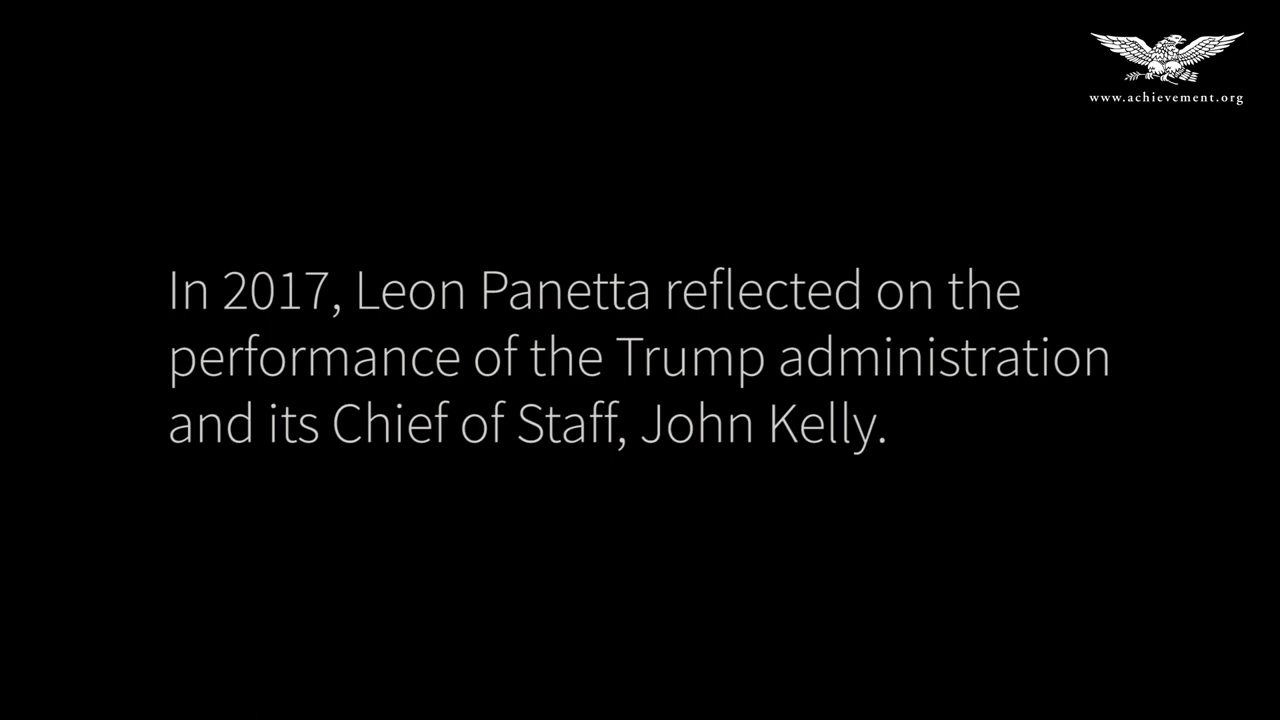 www.achievement.org
In 2017, Leon Panetta reflected on the
performance of the Trump administration
and its Chief of Staff, John Kelly.